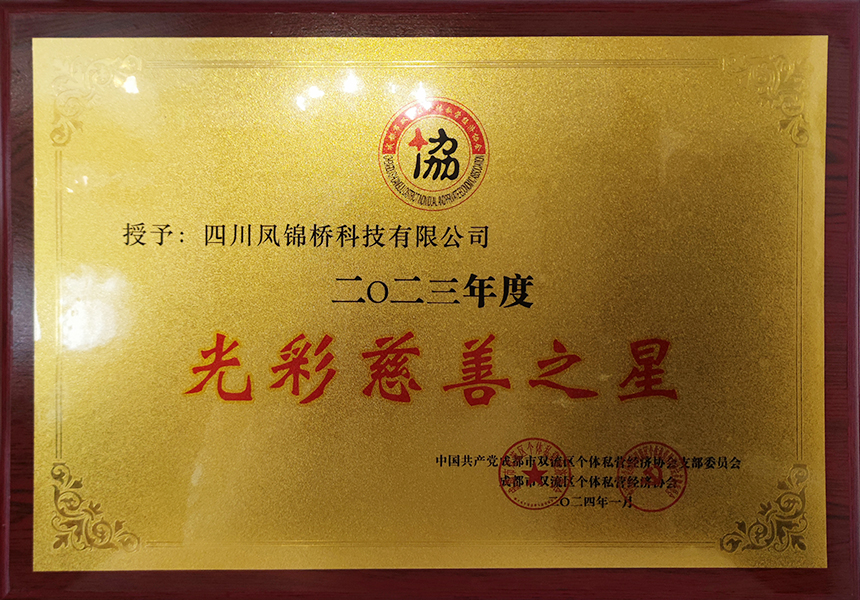 協
授予：四川凤锦桥科技有限公司
二〇二三年度
光彩慈善之星
中国共产党成都市双流区个体私营经济协会支部委员会
成都市双流区个体私营经济协会
二〇二四年一月